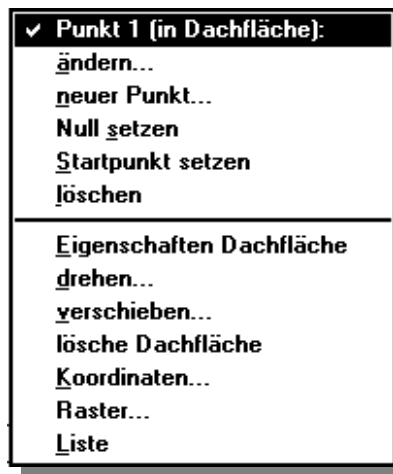 ✓ Punkt 1 (in Dachfläche):
ändern...
neuer Punkt...
Null setzen
Startpunkt setzen
löschen
Eigenschaften Dachfläche
drehen...
verschieben...
lösche Dachfläche
Koordinaten...
Raster...
Liste